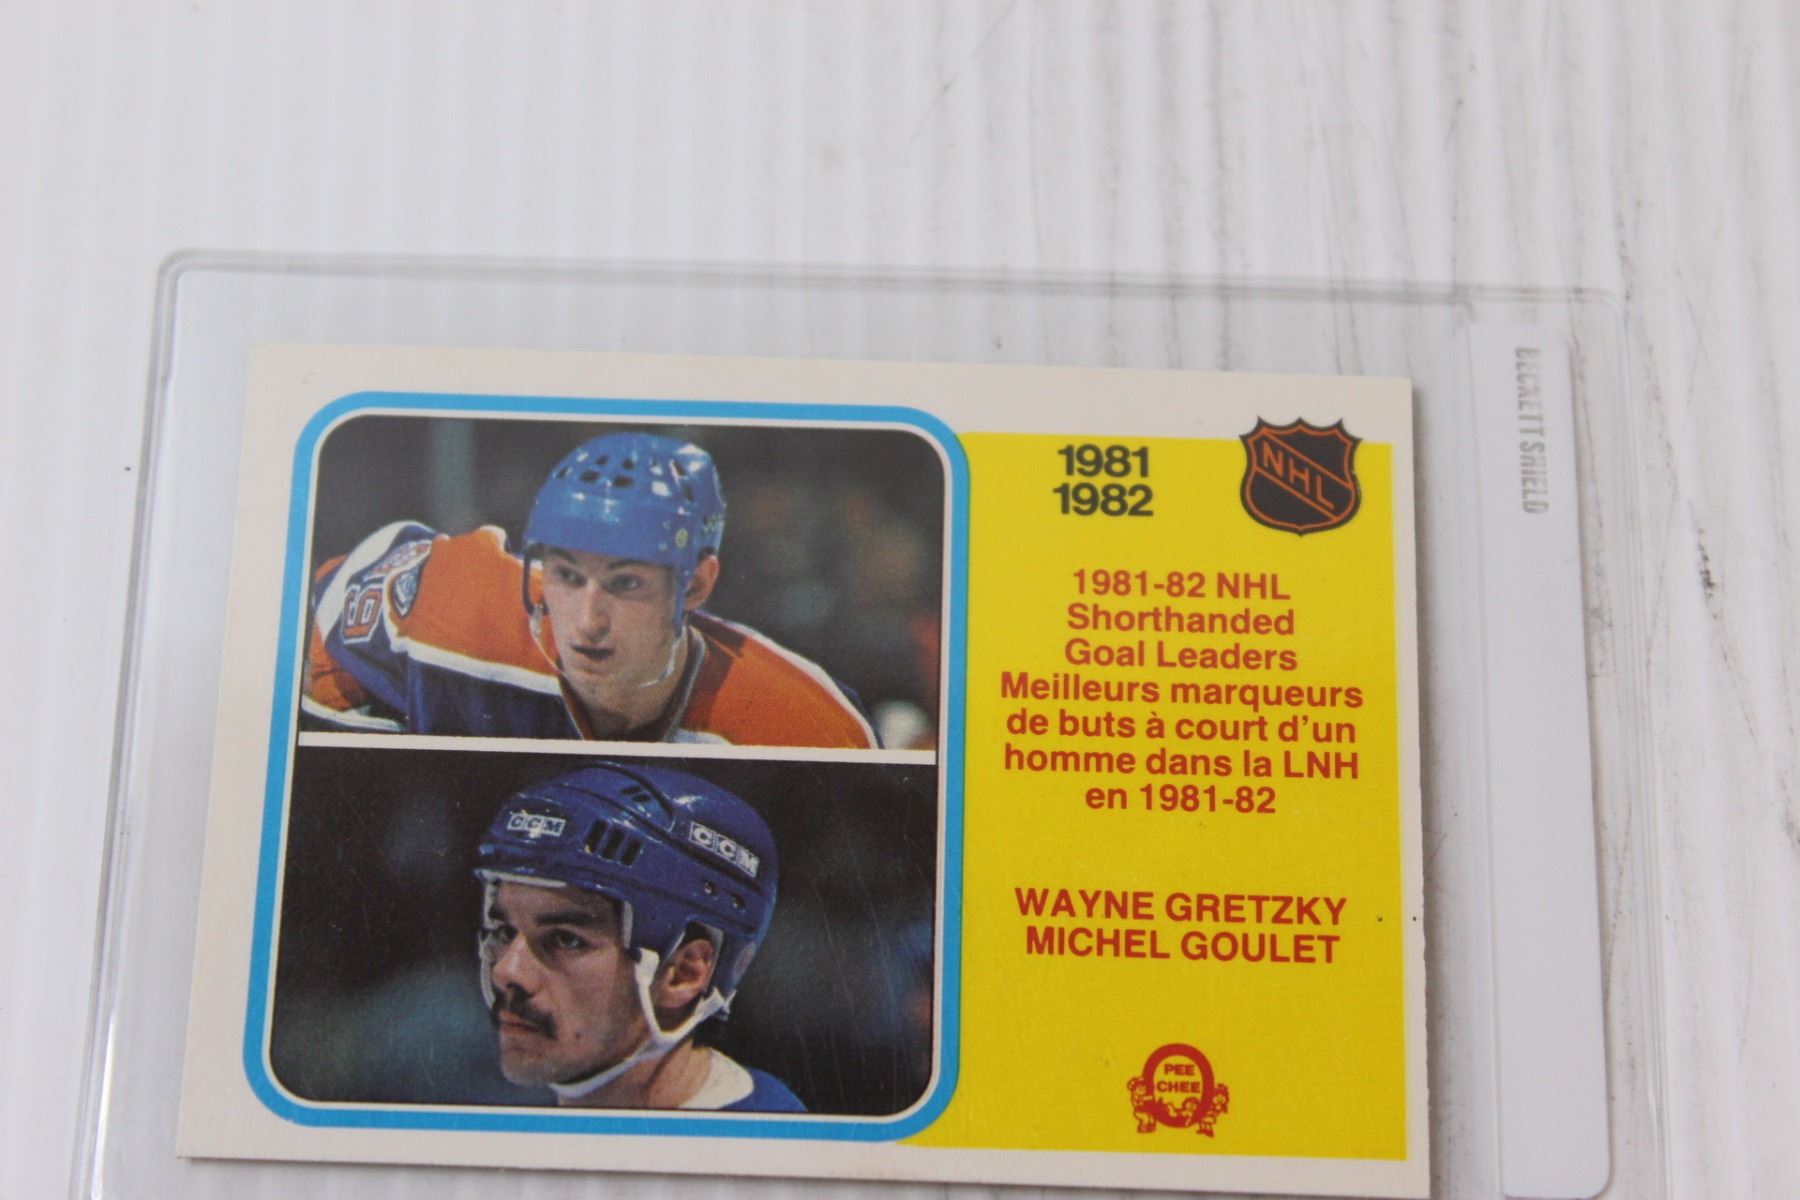 BECKETT SHIELD
1981
1982
NHL
1981-82 NHL
Shorthanded
Goal Leaders
Meilleurs marqueurs
de buts à court d'un
homme dans la LNH
en 1981-82
WAYNE GRETZKY
MICHEL GOULET
PEE
CHEE
CCM
CCM